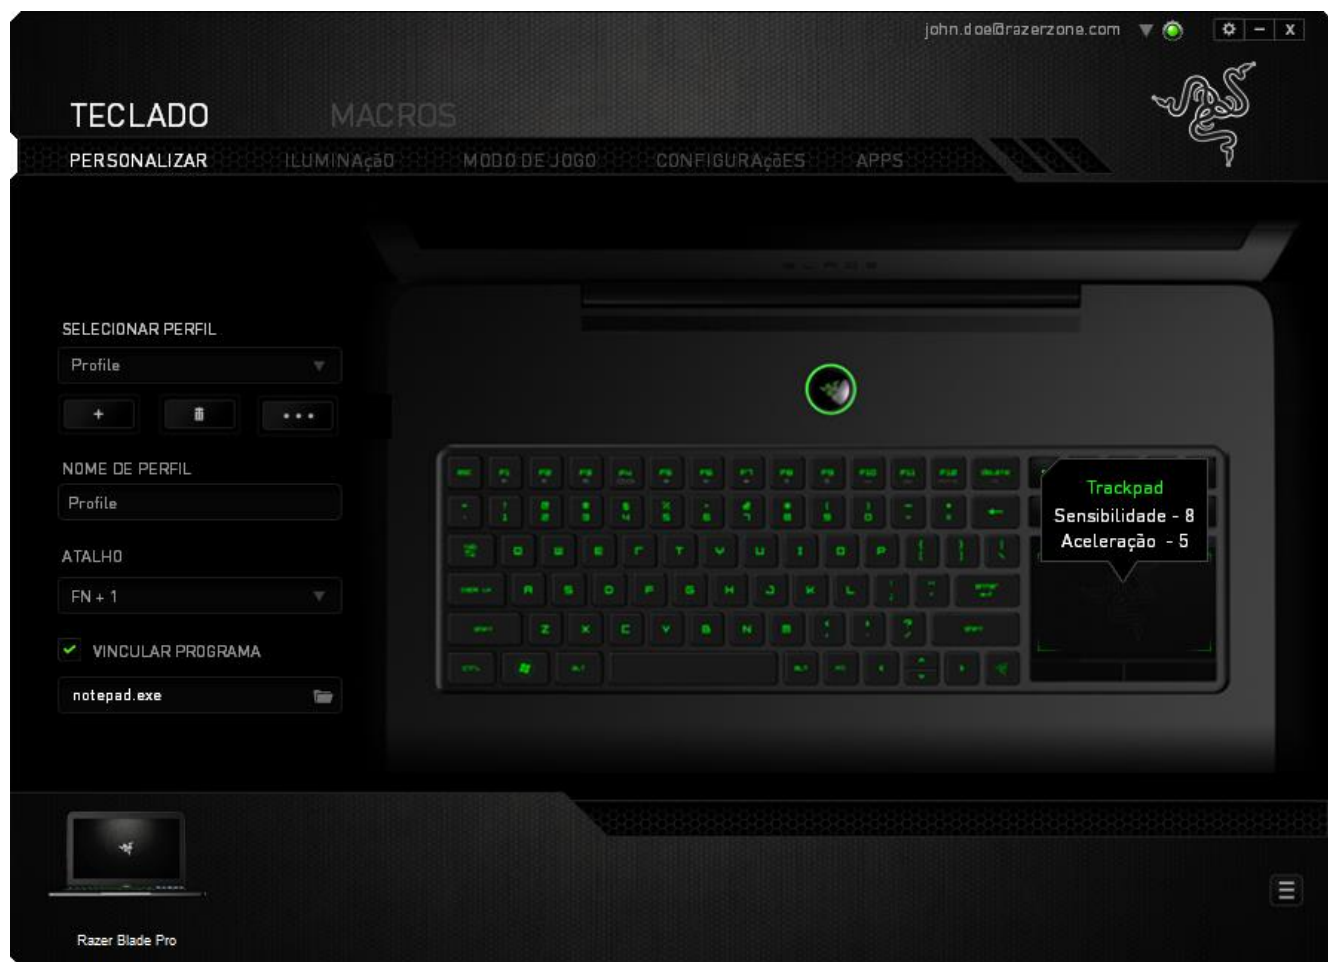 john.doe@razerzone.com
TECLADO
MACROS
PERSONALIZAR
ILUMINAçãO
MODO DE JOGO
CONFIGURAçõES
APPS
SELECIONAR PERFIL
Profile
NOME DE PERFIL
Profile
ATALHO
FN + 1
VINCULAR PROGRAMA
notepad.exe
Trackpad
Sensibilidade - 8
Aceleração - 5
Razer Blade Pro